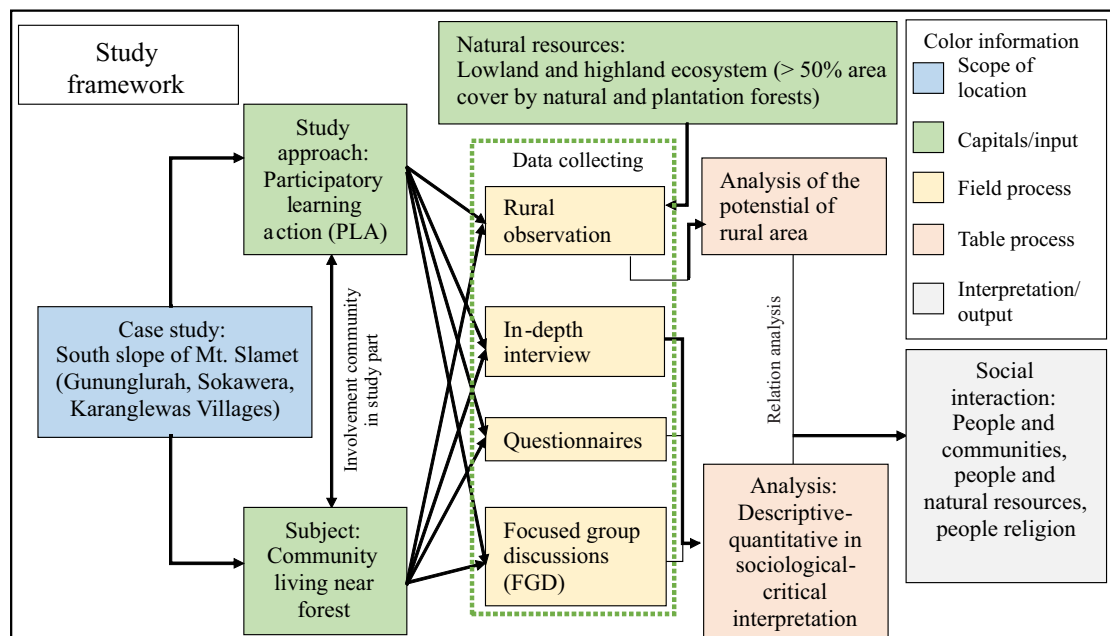 Study
framework
Natural resources:
Lowland and highland ecosystem (> 50% area
cover by natural and plantation forests)
Color information
Scope of
location
Capitals/input
Field process
Table process
Interpretation/
output
Study
approach:
Participatory
learning
action (PLA)
Data collecting
Rural
observation
Analysis of the
potenstial of
rural area
Case study:
South slope of Mt. Slamet
(Gununglurah, Sokawera,
Karanglewas Villages)
Involvement community
in study part
In-depth
interview
Questionnaires
Focused group
discussions
(FGD)
Relation analysis
Social
interaction:
People and
communities,
people and
natural resources,
people religion
Subject:
Community
living near
forest
Analysis:
Descriptive-
quantitative in
sociological-
critical
interpretation